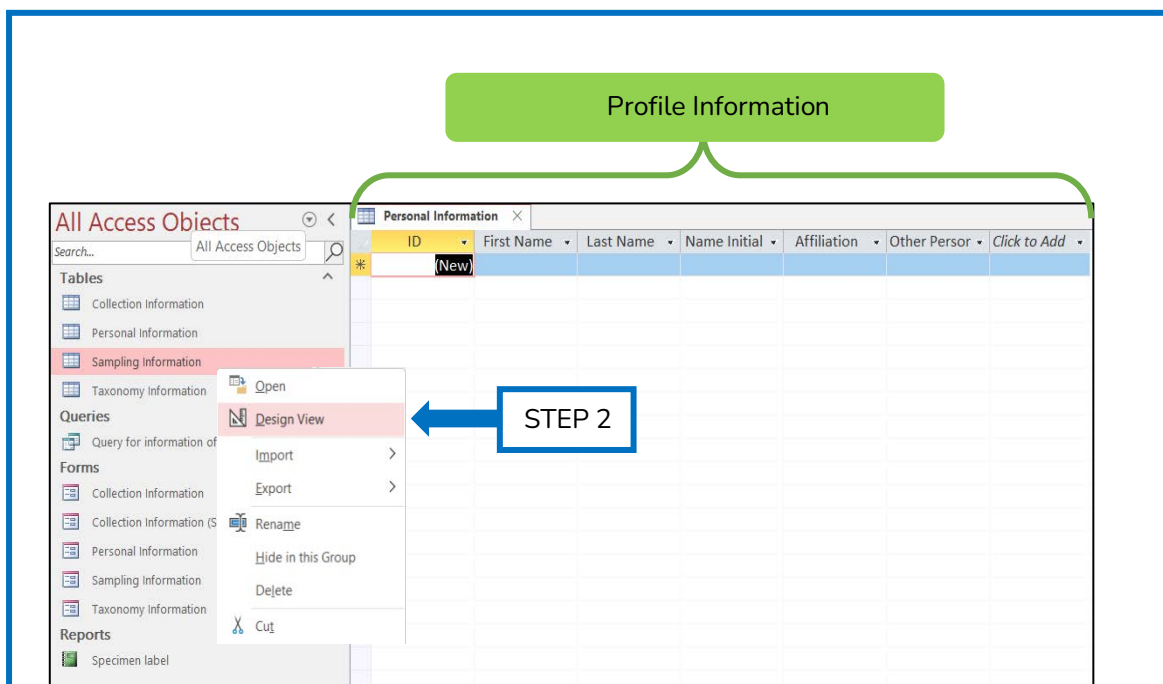 Profile Information
All Access Objects
Search...
All Access Objects
Tables
Collection Information
Personal Information
Sampling Information
Taxonomy Information
Queries
Query for information of
Forms
Collection Information
Collection Information (S
Personal Information
Sampling Information
Taxonomy Information
Reports
Specimen label
Open
Design View
Import
Export
Rename
Hide in this Group
Delete
Cut
STEP 2
Personal Information
ID First Name Last Name Name Initial Affiliation Other Person Click to Add
(New)